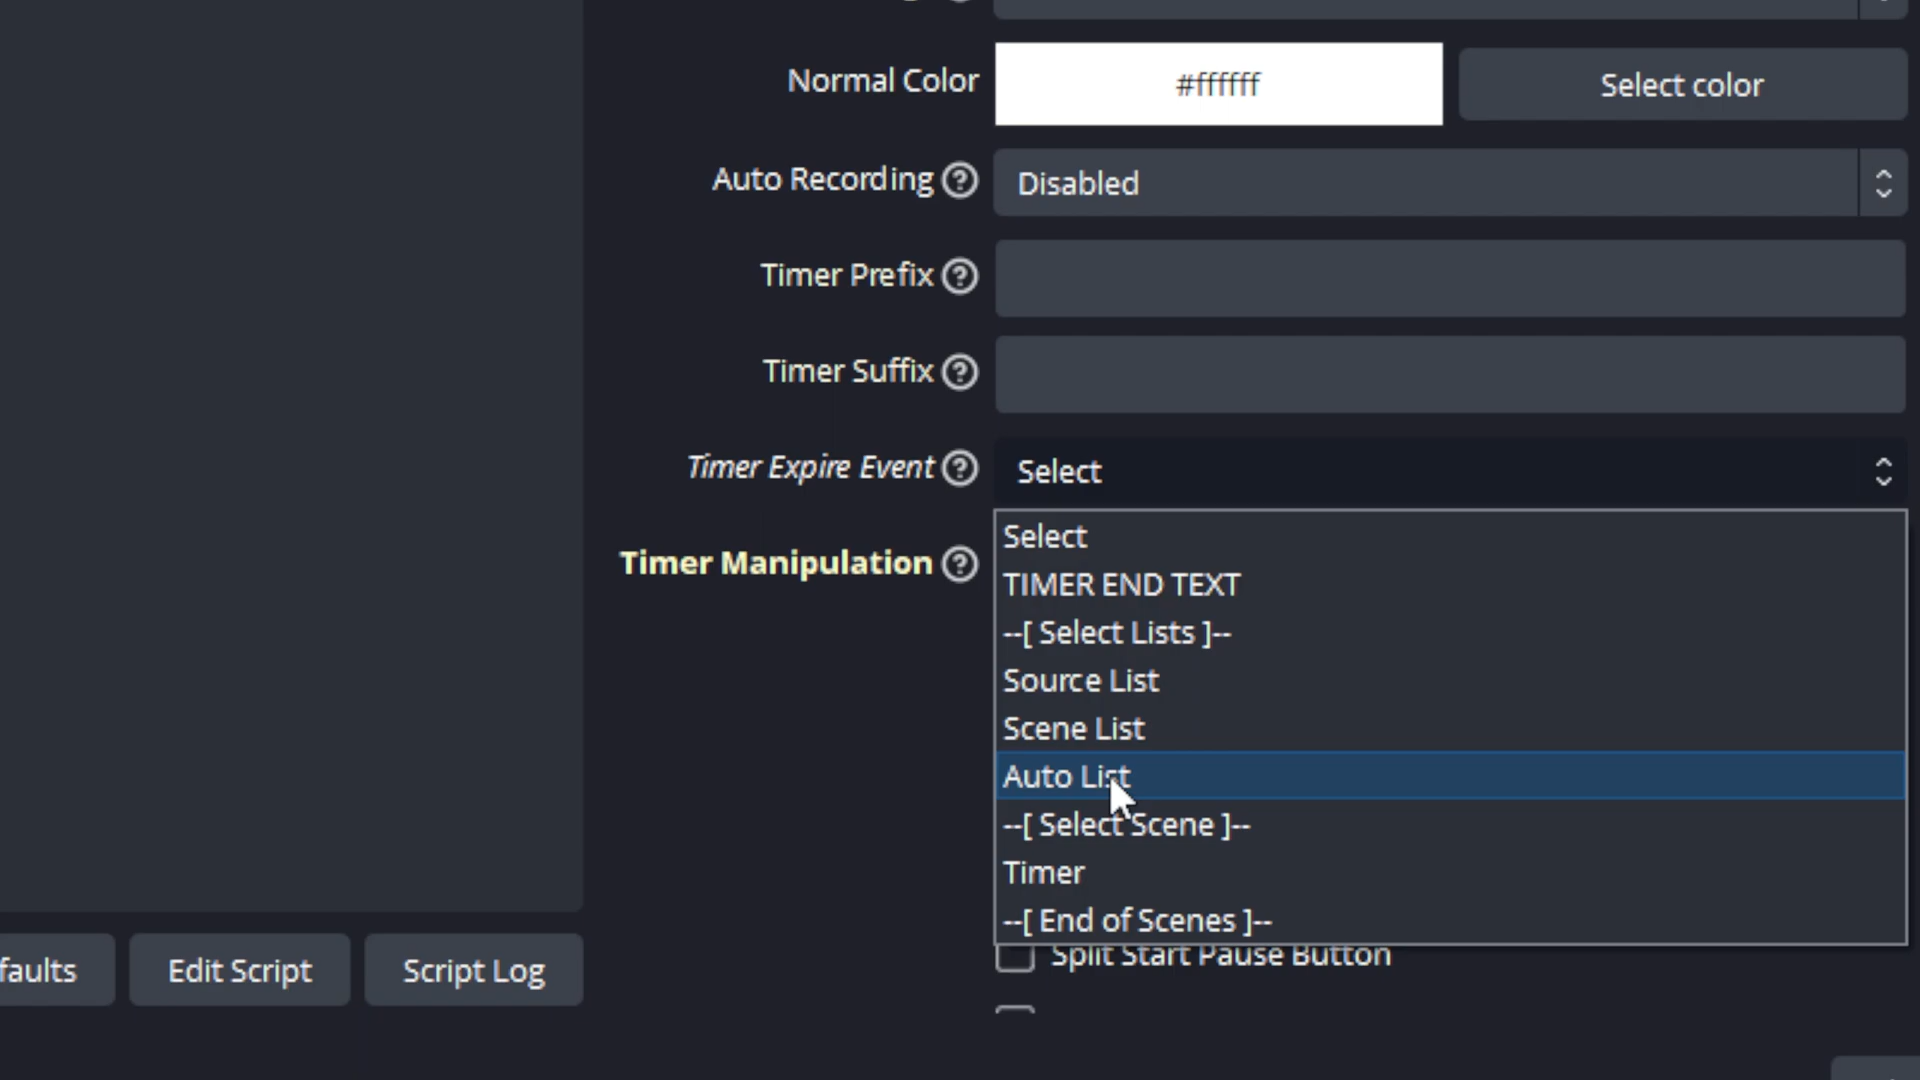 Normal Color
#ffffff
Select color
Auto Recording
Disabled
Timer Prefix
Timer Suffix
Timer Expire Event
Select
Timer Manipulation
Select
TIMER END TEXT
--[ Select Lists ]--
Source List
Scene List
Auto List
--[ Select Scene ]--
Timer
--[ End of Scenes ]--
Split Start Pause Button
faults
Edit Script
Script Log